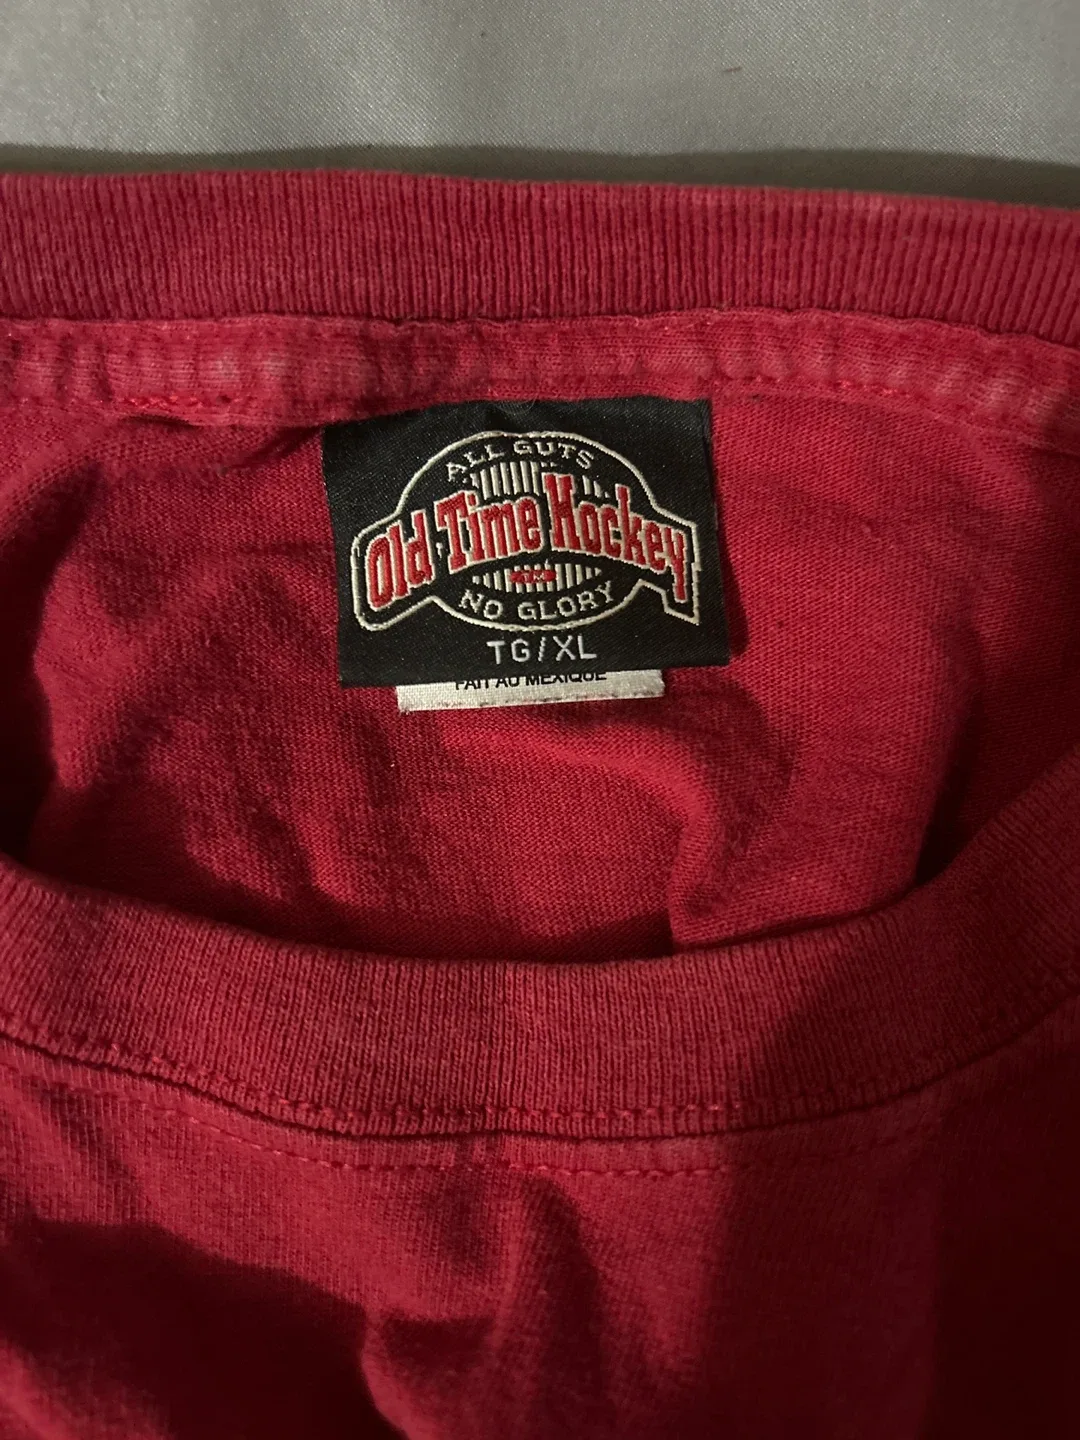 ALL GUTS
Old Time Hockey
NO GLORY
TG/XL
FAIT AU MEXIQUE